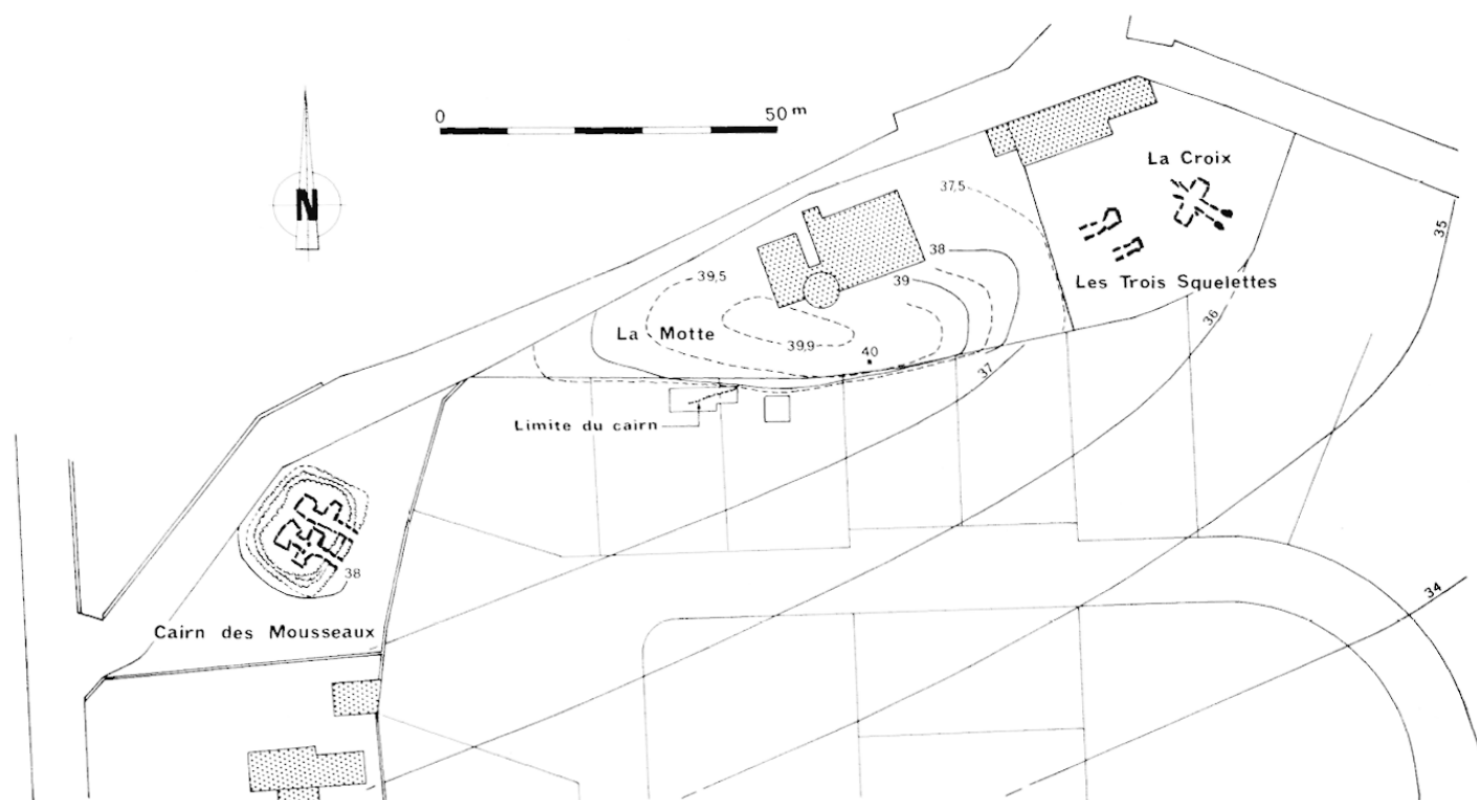 0 50 m
N
La Croix
37,5
Les Trois Squelettes
35
38
39,5
39
36
La Motte
39,9
40
37
Limite du cairn
38
34
Cairn des Mousseaux